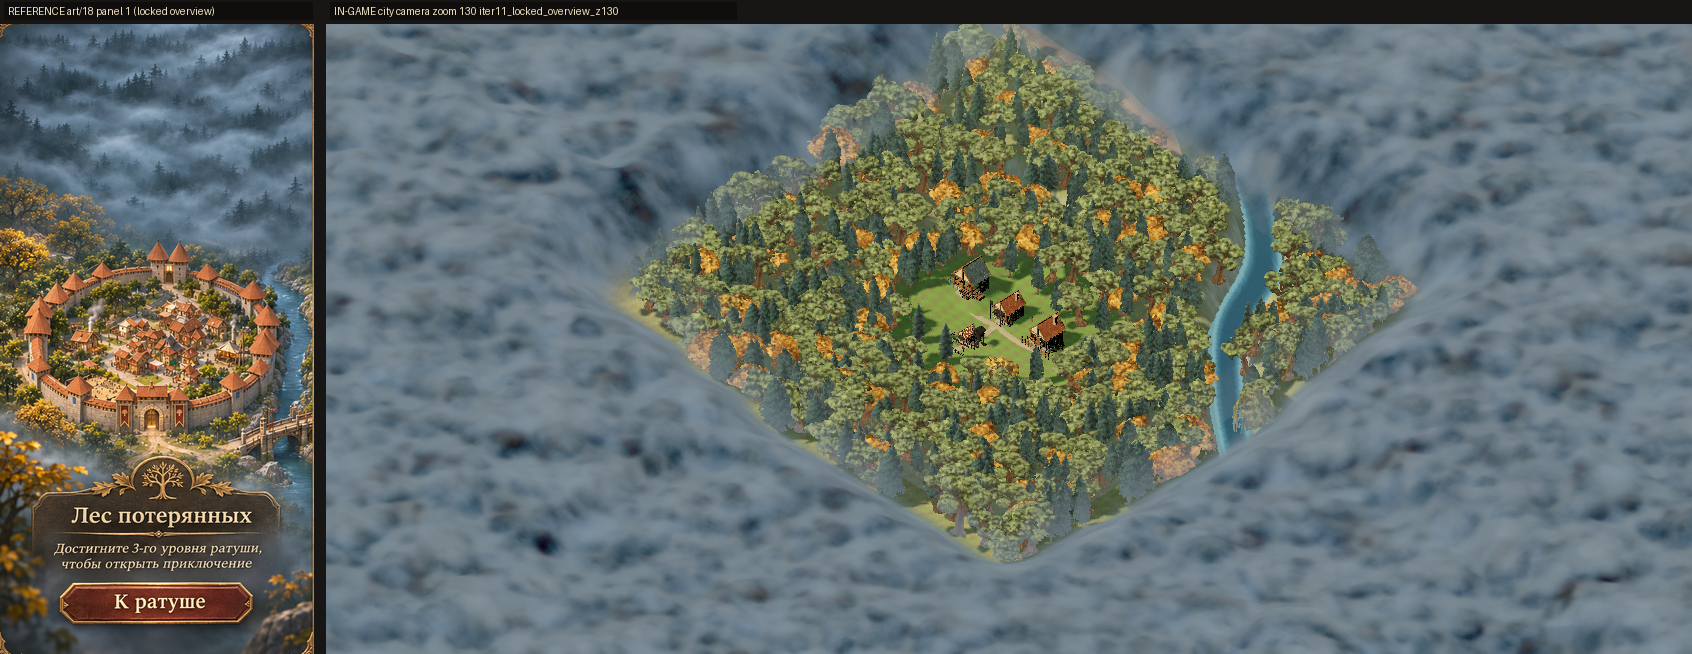 REFERENCE art/18 panel 1 (locked overview)
IN-GAME city camera zoom 130 iter11_locked_overview_z130
Лес потерянных
Достигните 3-го уровня ратуши,
чтобы открыть приключение
К ратуше